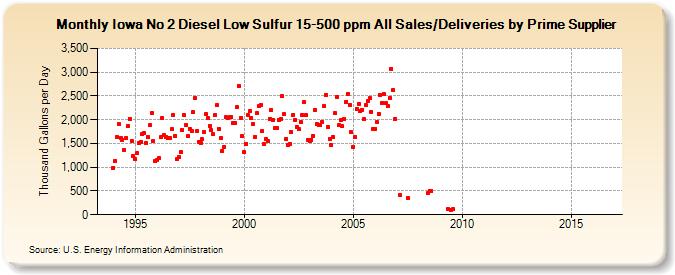 Monthly Iowa No 2 Diesel Low Sulfur 15-500 ppm All Sales/Deliveries by Prime Supplier
Thousand Gallons per Day
3,500
3,000
2,500
2,000
1,500
1,000
500
0
1995 2000 2005 2010 2015
Source: U.S. Energy Information Administration